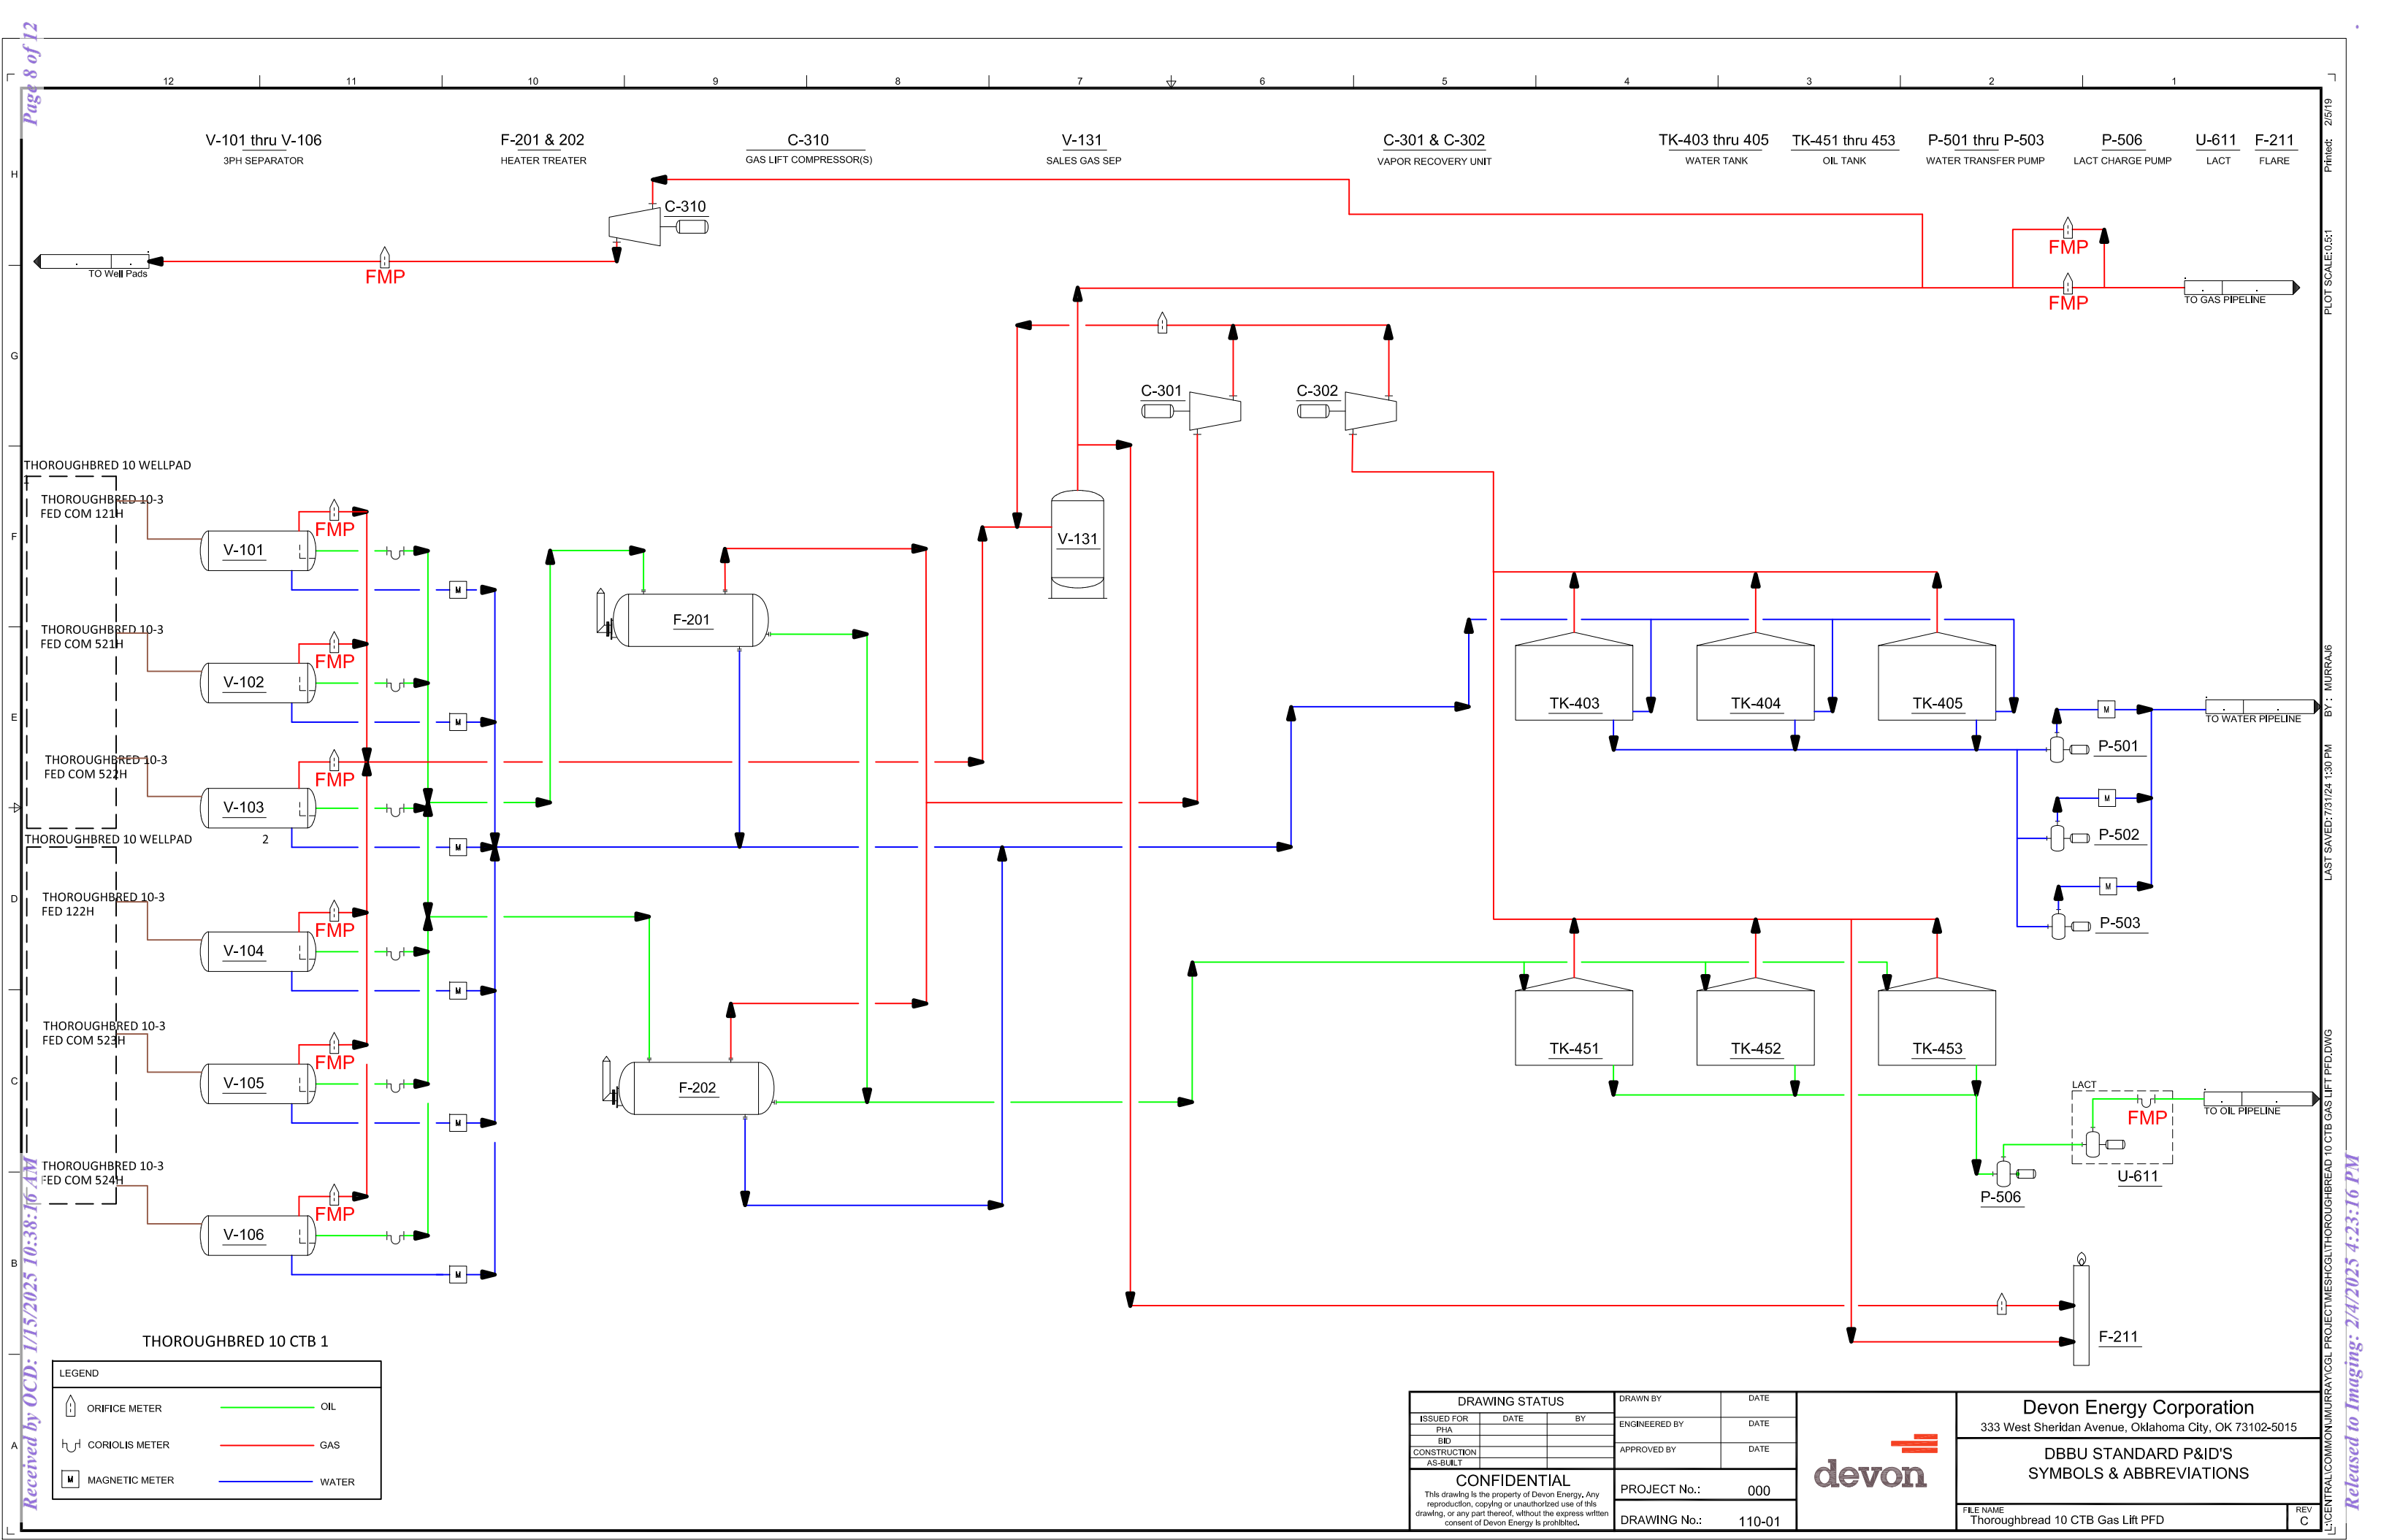 Page 8 of 12
12 11 10 9 8 7 6 5 4 3 2 1
V-101 thru V-106
3PH SEPARATOR
F-201 & 202
HEATER TREATER
C-310
GAS LIFT COMPRESSOR(S)
V-131
SALES GAS SEP
C-301 & C-302
VAPOR RECOVERY UNIT
TK-403 thru 405
WATER TANK
TK-451 thru 453
OIL TANK
P-501 thru P-503
WATER TRANSFER PUMP
P-506
LACT CHARGE PUMP
U-611
LACT
F-211
FLARE
H
G
F
E
D
C
B
A
C-310
TO Well Pads
FMP
FMP
FMP
TO GAS PIPELINE
C-301
C-302
THOROUGHBRED 10 WELLPAD
1
THOROUGHBRED 10-3
FED COM 121H
V-101
FMP
THOROUGHBRED 10-3
FED COM 521H
V-102
FMP
THOROUGHBRED 10-3
FED COM 522H
V-103
FMP
THOROUGHBRED 10 WELLPAD
2
THOROUGHBRED 10-3
FED 122H
V-104
FMP
THOROUGHBRED 10-3
FED COM 523H
V-105
FMP
THOROUGHBRED 10-3
FED COM 524H
V-106
FMP
M
M
M
M
M
M
F-201
F-202
V-131
TK-403
TK-404
TK-405
M
P-501
M
P-502
M
P-503
TO WATER PIPELINE
TK-451
TK-452
TK-453
LACT
FMP
TO OIL PIPELINE
U-611
P-506
F-211
THOROUGHBRED 10 CTB 1
LEGEND
ORIFICE METER OIL
CORIOLIS METER GAS
M MAGNETIC METER WATER
DRAWING STATUS
ISSUED FOR DATE BY
PHA
BID
CONSTRUCTION
AS-BUILT
CONFIDENTIAL
This drawing is the property of Devon Energy. Any
reproduction, copying or unauthorized use of this
drawing, or any part thereof, without the express written
consent of Devon Energy is prohibited.
DRAWN BY DATE
ENGINEERED BY DATE
APPROVED BY DATE
PROJECT No.: 000
DRAWING No.: 110-01
devon
Devon Energy Corporation
333 West Sheridan Avenue, Oklahoma City, OK 73102-5015
DBBU STANDARD P&ID'S
SYMBOLS & ABBREVIATIONS
FILE NAME
Thoroughbread 10 CTB Gas Lift PFD
REV
C
Printed: 2/5/19
PLOT SCALE:0.5:1
BY : MURRAJ6
LAST SAVED:7/31/24 1:30 PM
L:\CENTRAL\COMMON\JMURRAY\CGL PROJECT\MESHCGL\THOROUGHBREAD 10 CTB GAS LIFT PFD.DWG
Received by OCD: 1/15/2025 10:38:16 AM
Released to Imaging: 2/4/2025 4:23:16 PM